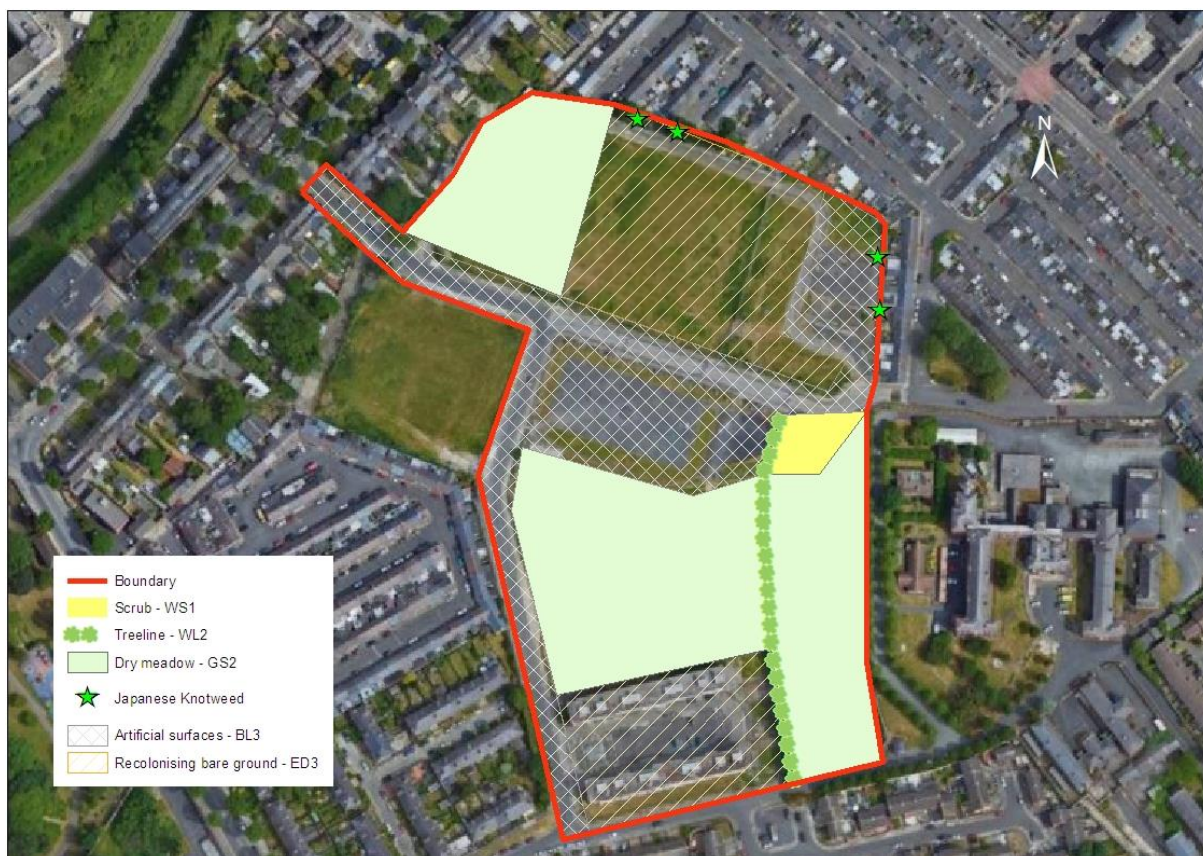 N
Boundary
Scrub - WS1
Treeline - WL2
Dry meadow - GS2
Japanese Knotweed
Artificial surfaces - BL3
Recolonising bare ground - ED3